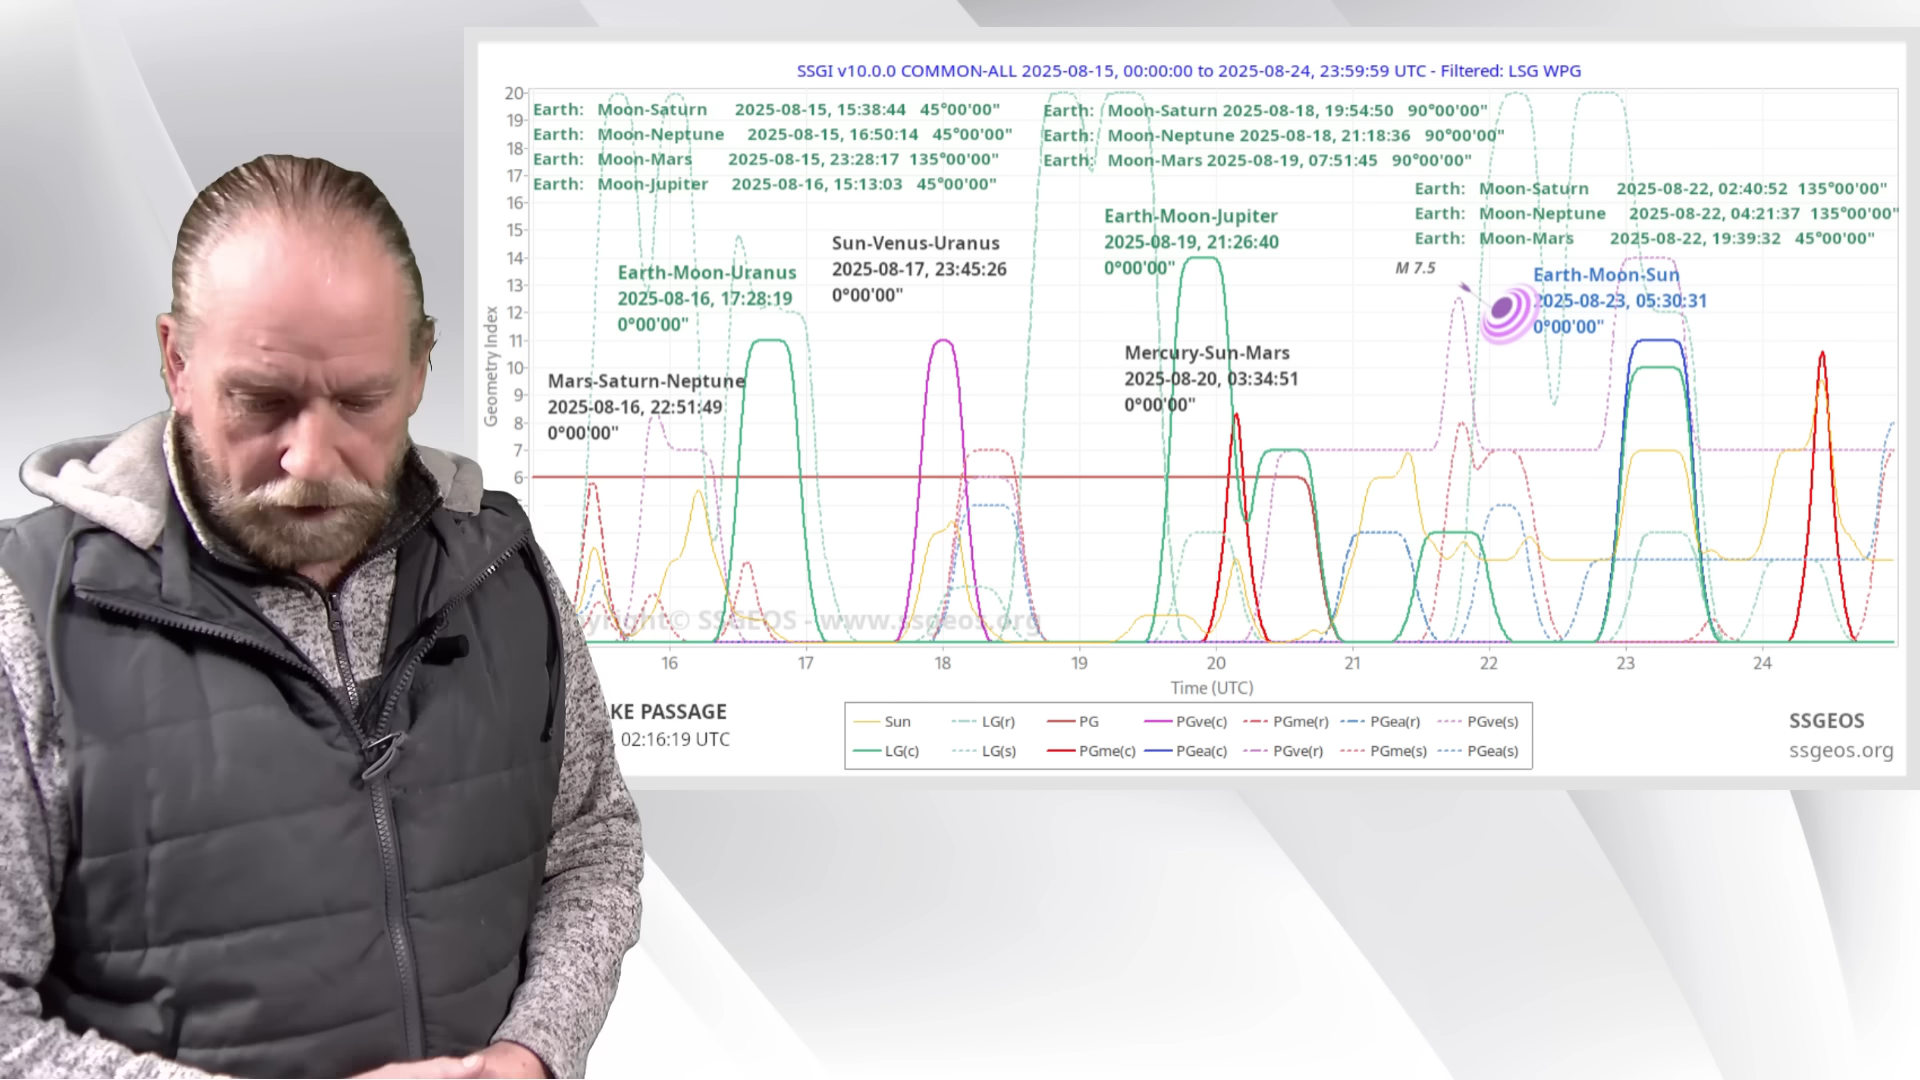 SSGI v10.0.0 COMMON-ALL 2025-08-15, 00:00:00 to 2025-08-24, 23:59:59 UTC - Filtered: LSG WPG
Earth: Moon-Saturn 2025-08-15, 15:38:44 45°00'00"
Earth: Moon-Neptune 2025-08-15, 16:50:14 45°00'00"
Earth: Moon-Mars 2025-08-15, 23:28:17 135°00'00"
Earth: Moon-Jupiter 2025-08-16, 15:13:03 45°00'00"
Earth: Moon-Saturn 2025-08-18, 19:54:50 90°00'00"
Earth: Moon-Neptune 2025-08-18, 21:18:36 90°00'00"
Earth: Moon-Mars 2025-08-19, 07:51:45 90°00'00"
Earth: Moon-Saturn 2025-08-22, 02:40:52 135°00'00"
Earth: Moon-Neptune 2025-08-22, 04:21:37 135°00'00"
Earth: Moon-Mars 2025-08-22, 19:39:32 45°00'00"
Earth-Moon-Jupiter
2025-08-19, 21:26:40
0°00'00"
Sun-Venus-Uranus
2025-08-17, 23:45:26
0°00'00"
Earth-Moon-Uranus
2025-08-16, 17:28:19
0°00'00"
M 7.5
Earth-Moon-Sun
2025-08-23, 05:30:31
0°00'00"
Mercury-Sun-Mars
2025-08-20, 03:34:51
0°00'00"
Mars-Saturn-Neptune
2025-08-16, 22:51:49
0°00'00"
Geometry Index
20
19
18
17
16
15
14
13
12
11
10
9
8
7
6
yright© SSGEOS - www.ssgeos.org
16 17 18 19 20 21 22 23 24
Time (UTC)
KE PASSAGE
, 02:16:19 UTC
Sun LG(r) PG PGve(c) PGme(r) PGea(r) PGve(s)
LG(c) LG(s) PGme(c) PGea(c) PGve(r) PGme(s) PGea(s)
SSGEOS
ssgeos.org